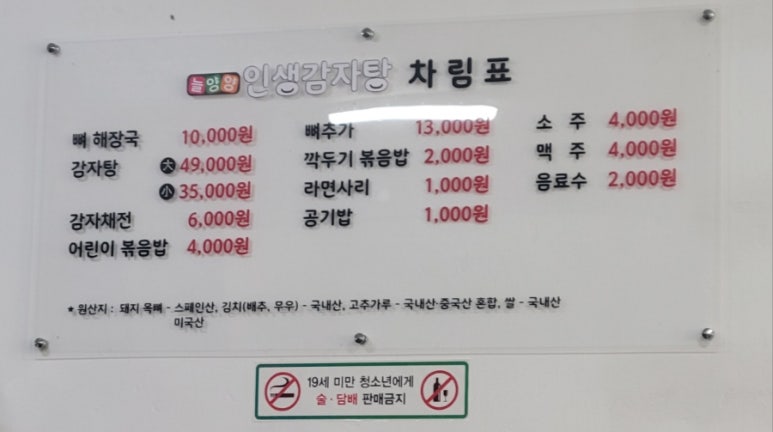 늘양양 인생감자탕 차림표
뼈 해장국 10,000원
감자탕 大 49,000원
小 35,000원
감자채전 6,000원
어린이 볶음밥 4,000원
뼈추가 13,000원
깍두기 볶음밥 2,000원
라면사리 1,000원
공기밥 1,000원
소 주 4,000원
맥 주 4,000원
음료수 2,000원
* 원산지 : 돼지 목뼈 - 스페인산, 김치(배추, 무우) - 국내산, 고추가루 - 국내산·중국산 혼합, 쌀 - 국내산
미국산
19세 미만 청소년에게
술·담배 판매금지